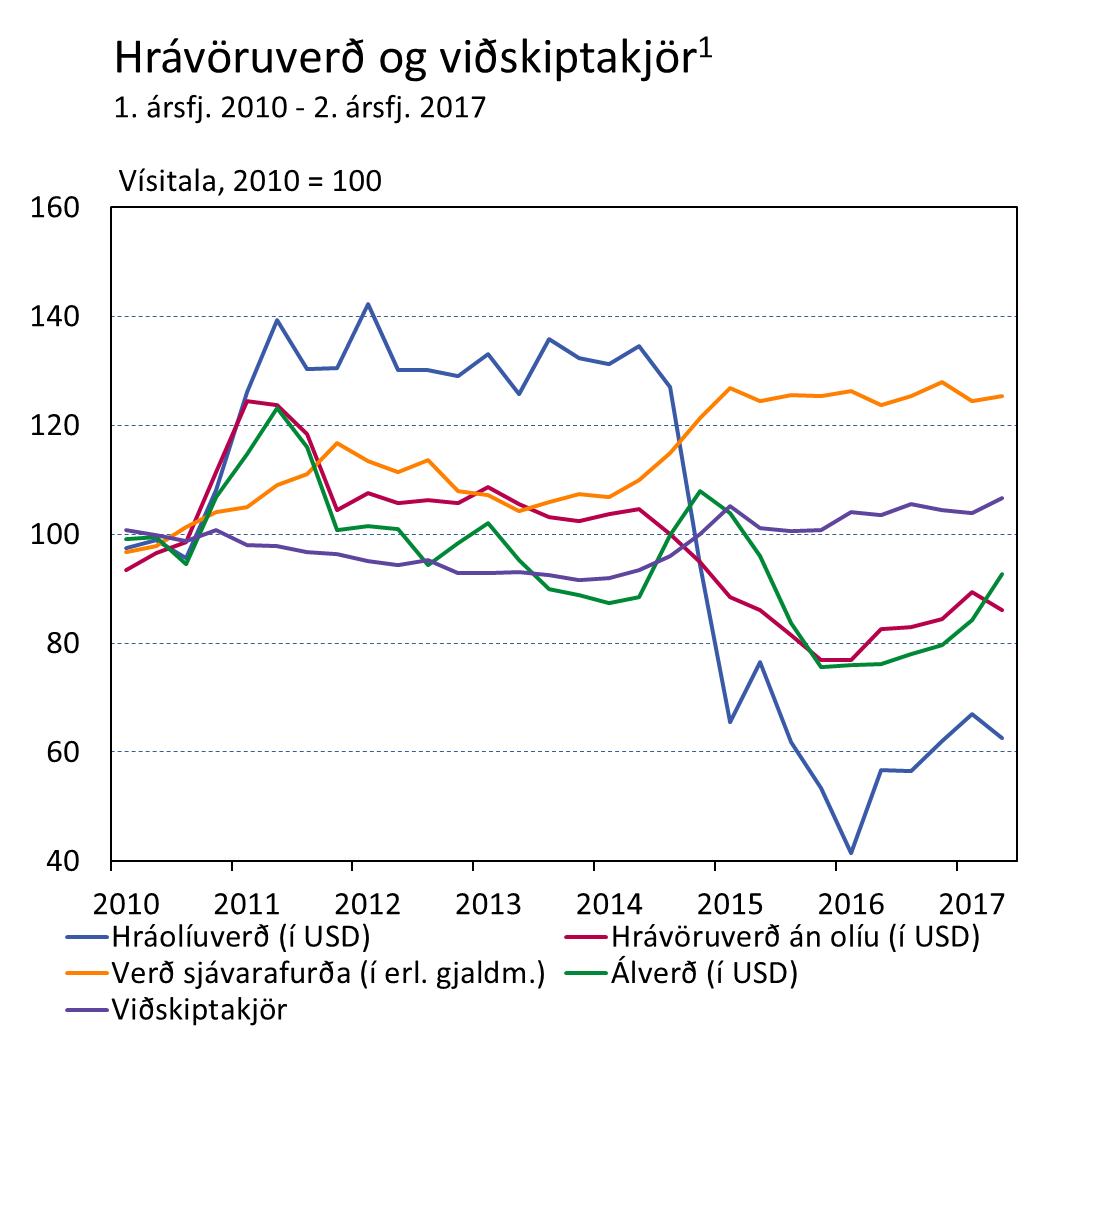 Hrávöruverð og viðskiptakjör¹
1. ársfj. 2010 - 2. ársfj. 2017
Vísitala, 2010 = 100
160
140
120
100
80
60
40
2010 2011 2012 2013 2014 2015 2016 2017
Hráolíuverð (í USD) Hrávöruverð án olíu (í USD)
Verð sjávarafurða (í erl. gjaldm.) Álverð (í USD)
Viðskiptakjör